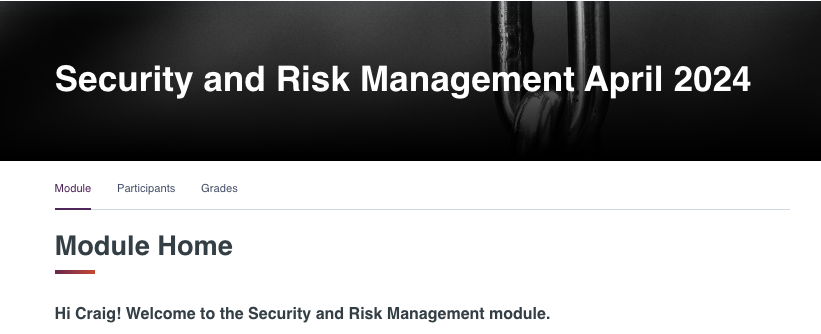 Security and Risk Management April 2024
Module Participants Grades
Module Home
Hi Craig! Welcome to the Security and Risk Management module.